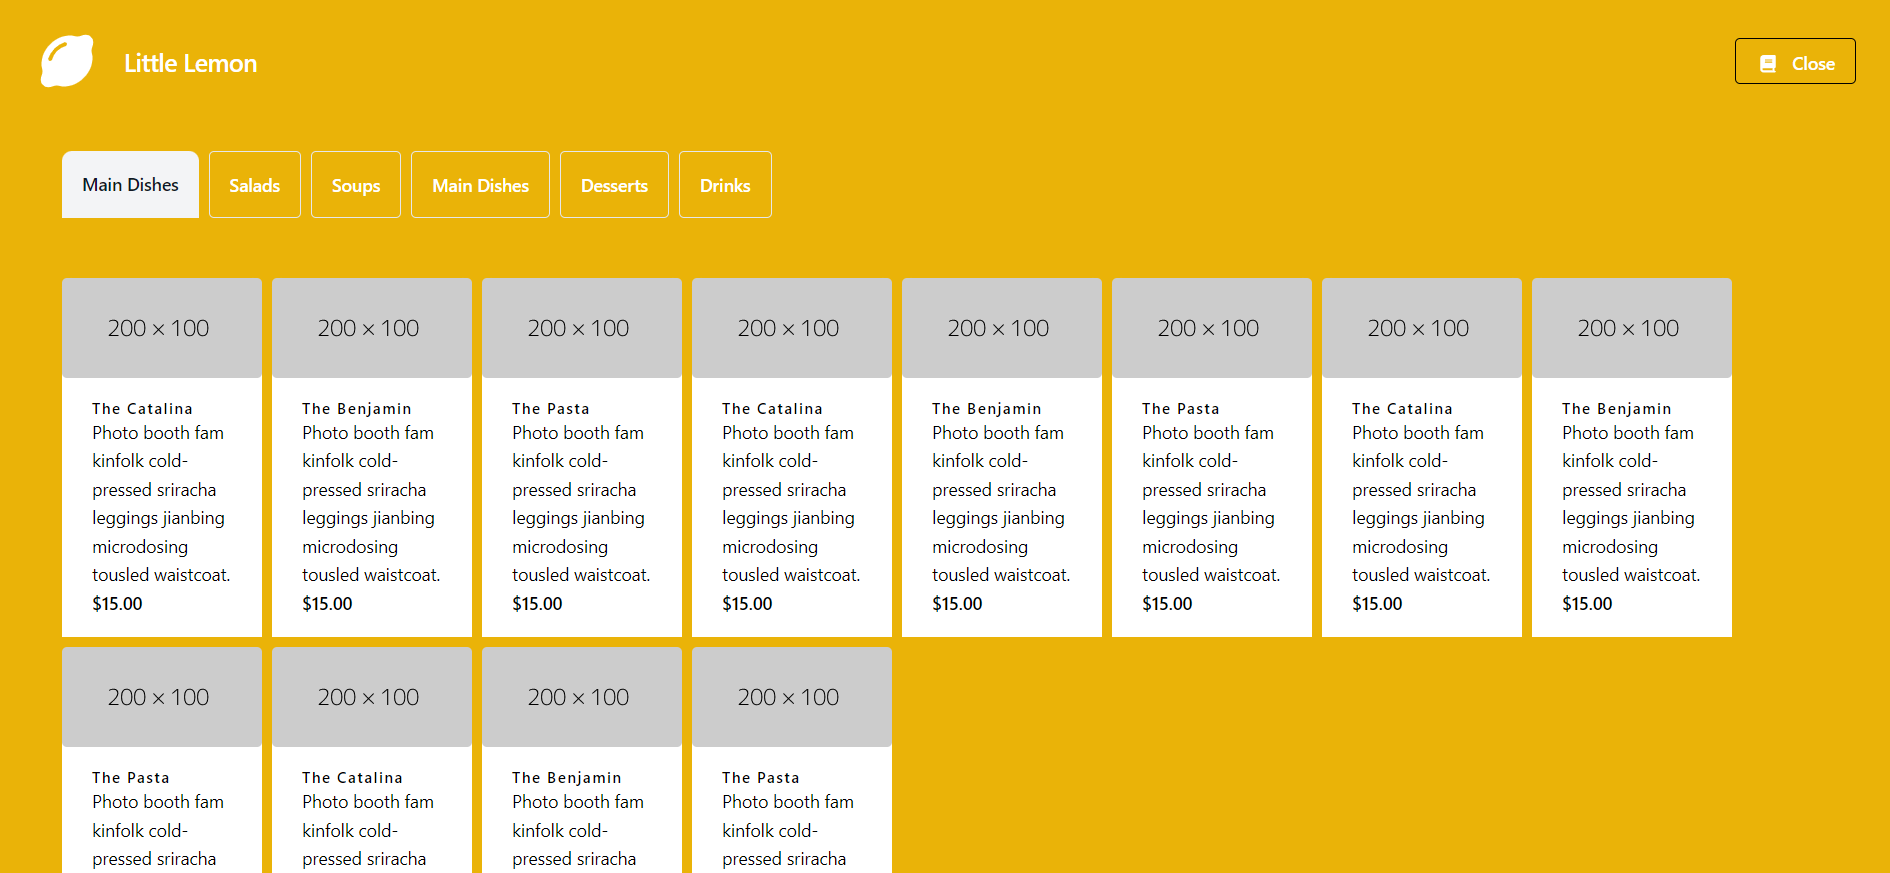 Little Lemon
Close
Main Dishes
Salads
Soups
Main Dishes
Desserts
Drinks
200 × 100
The Catalina
Photo booth fam
kinfolk cold-
pressed sriracha
leggings jianbing
microdosing
tousled waistcoat.
$15.00
200 × 100
The Benjamin
Photo booth fam
kinfolk cold-
pressed sriracha
leggings jianbing
microdosing
tousled waistcoat.
$15.00
200 × 100
The Pasta
Photo booth fam
kinfolk cold-
pressed sriracha
leggings jianbing
microdosing
tousled waistcoat.
$15.00
200 × 100
The Catalina
Photo booth fam
kinfolk cold-
pressed sriracha
leggings jianbing
microdosing
tousled waistcoat.
$15.00
200 × 100
The Benjamin
Photo booth fam
kinfolk cold-
pressed sriracha
leggings jianbing
microdosing
tousled waistcoat.
$15.00
200 × 100
The Pasta
Photo booth fam
kinfolk cold-
pressed sriracha
leggings jianbing
microdosing
tousled waistcoat.
$15.00
200 × 100
The Catalina
Photo booth fam
kinfolk cold-
pressed sriracha
leggings jianbing
microdosing
tousled waistcoat.
$15.00
200 × 100
The Benjamin
Photo booth fam
kinfolk cold-
pressed sriracha
leggings jianbing
microdosing
tousled waistcoat.
$15.00
200 × 100
The Pasta
Photo booth fam
kinfolk cold-
pressed sriracha
200 × 100
The Catalina
Photo booth fam
kinfolk cold-
pressed sriracha
200 × 100
The Benjamin
Photo booth fam
kinfolk cold-
pressed sriracha
200 × 100
The Pasta
Photo booth fam
kinfolk cold-
pressed sriracha